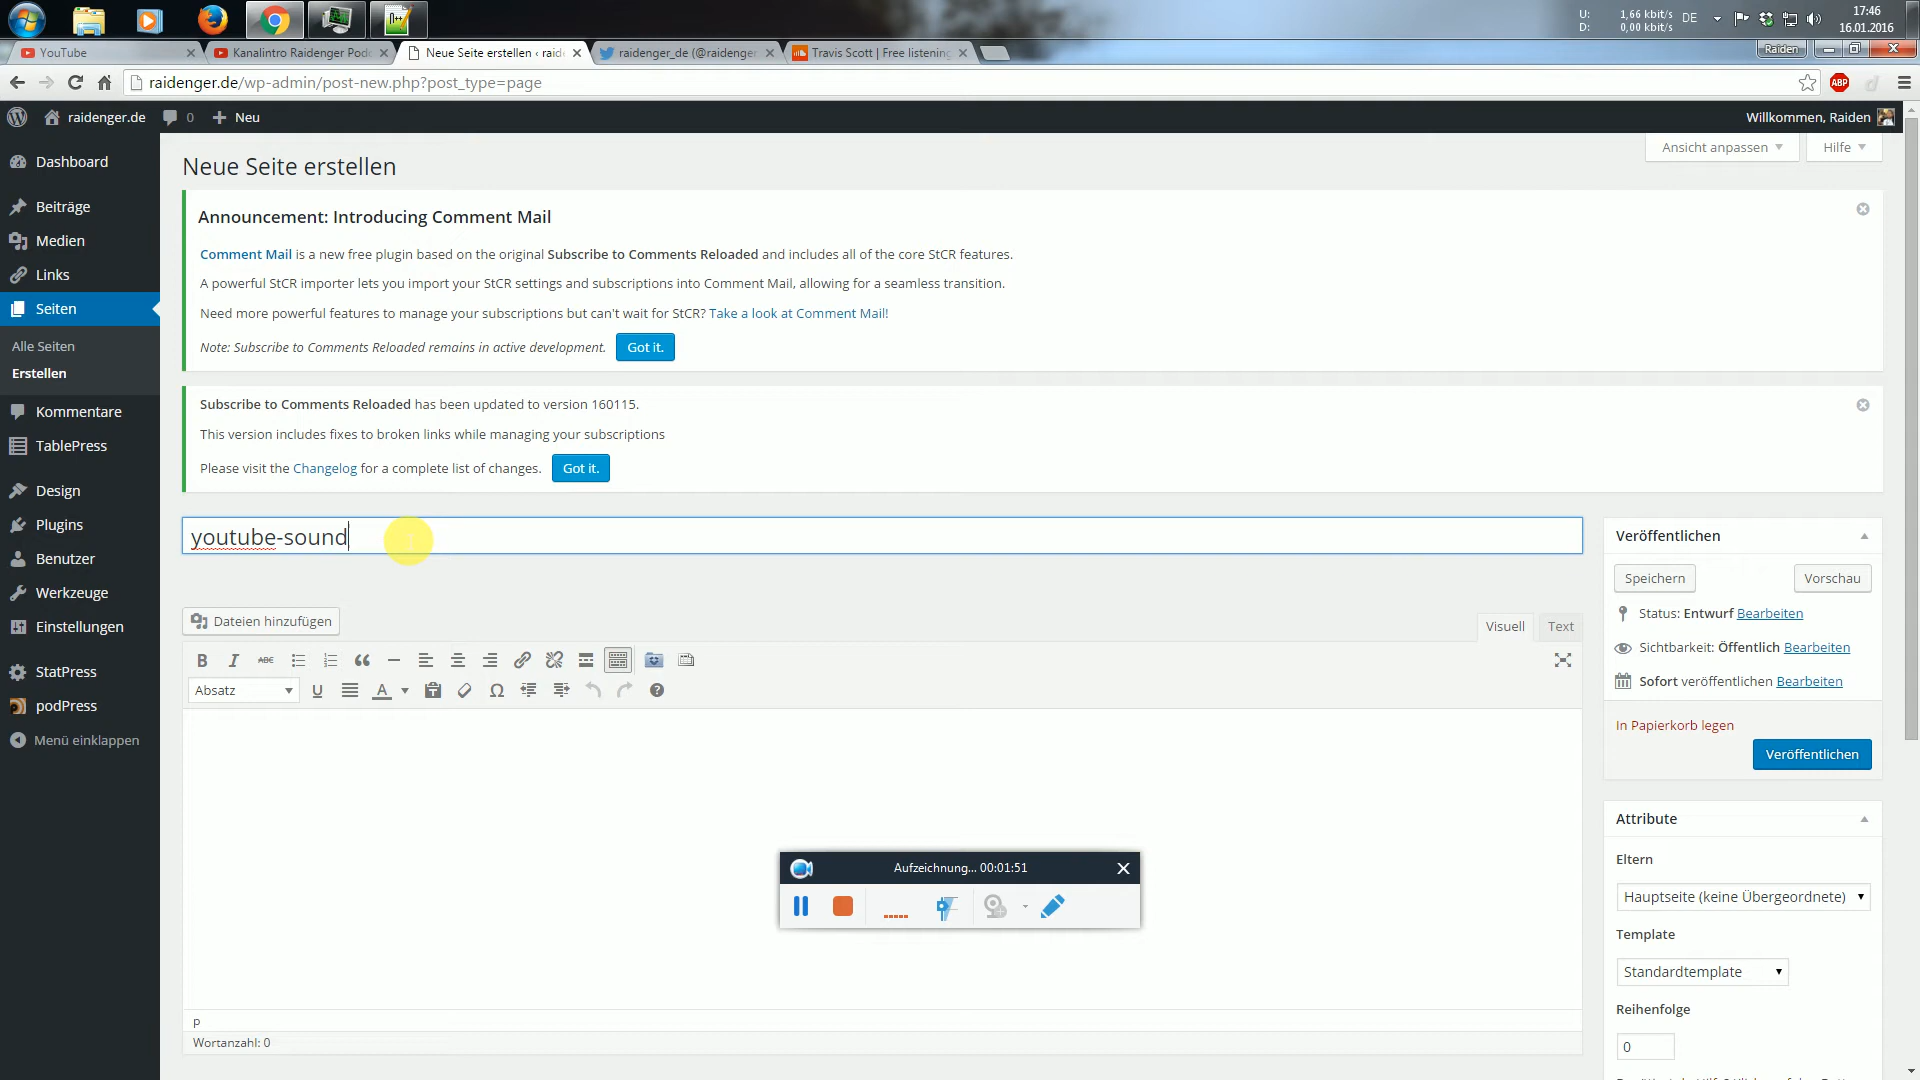 U: 1,66 kbit/s
D: 0,00 kbit/s
DE
17:46
16.01.2016
YouTube
Kanalintro Raidenger Pod
Neue Seite erstellen ‹ raide
raidenger_de (@raidenger
Travis Scott | Free listening
Raiden
raidenger.de/wp-admin/post-new.php?post_type=page
ABP
raidenger.de
0
Neu
Willkommen, Raiden
Dashboard
Beiträge
Medien
Links
Seiten
Alle Seiten
Erstellen
Kommentare
TablePress
Design
Plugins
Benutzer
Werkzeuge
Einstellungen
StatPress
podPress
Menü einklappen
Ansicht anpassen
Hilfe
Neue Seite erstellen
Announcement: Introducing Comment Mail
Comment Mail is a new free plugin based on the original Subscribe to Comments Reloaded and includes all of the core StCR features.
A powerful StCR importer lets you import your StCR settings and subscriptions into Comment Mail, allowing for a seamless transition.
Need more powerful features to manage your subscriptions but can't wait for StCR? Take a look at Comment Mail!
Note: Subscribe to Comments Reloaded remains in active development.
Got it.
Subscribe to Comments Reloaded has been updated to version 160115.
This version includes fixes to broken links while managing your subscriptions
Please visit the Changelog for a complete list of changes.
Got it.
youtube-sound
Dateien hinzufügen
Visuell
Text
B I ABC
Absatz
U
A
Ω
p
Wortanzahl: 0
Aufzeichnung... 00:01:51
Veröffentlichen
Speichern
Vorschau
Status: Entwurf Bearbeiten
Sichtbarkeit: Öffentlich Bearbeiten
Sofort veröffentlichen Bearbeiten
In Papierkorb legen
Veröffentlichen
Attribute
Eltern
Hauptseite (keine Übergeordnete)
Template
Standardtemplate
Reihenfolge
0